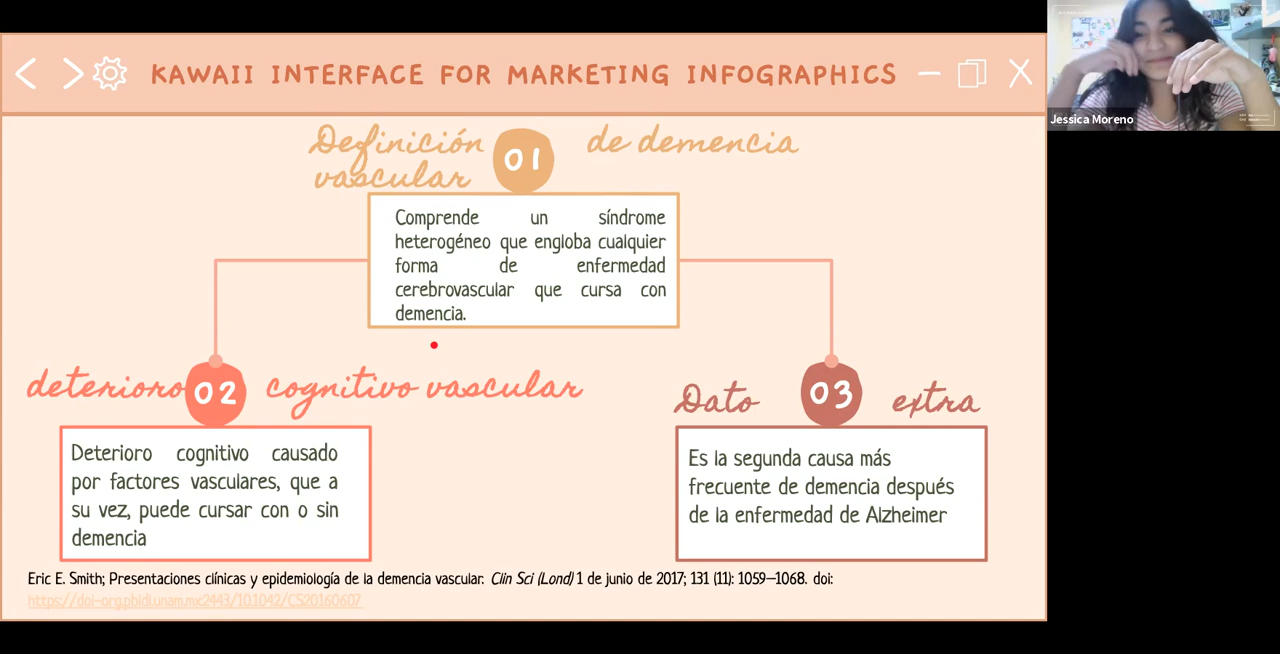 KAWAII INTERFACE FOR MARKETING INFOGRAPHICS
Jessica Moreno
Definición 01 de demencia
vascular
Comprende un síndrome
heterogéneo que engloba cualquier
forma de enfermedad
cerebrovascular que cursa con
demencia.
deterioro 02 cognitivo vascular
Deterioro cognitivo causado
por factores vasculares, que a
su vez, puede cursar con o sin
demencia
Dato 03 extra
Es la segunda causa más
frecuente de demencia después
de la enfermedad de Alzheimer
Eric E. Smith; Presentaciones clínicas y epidemiología de la demencia vascular. Clin Sci (Lond) 1 de junio de 2017; 131 (11): 1059–1068. doi:
https://doi-org.pbidi.unam.mx:2443/10.1042/CS20160607